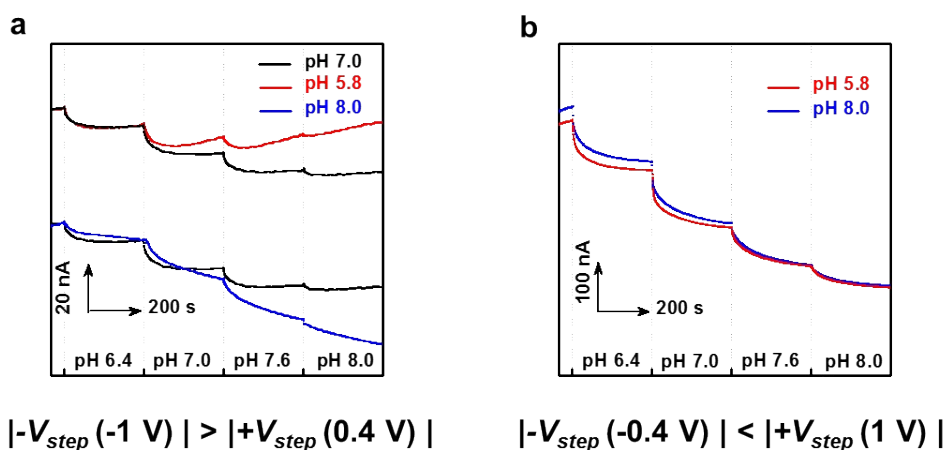 a
pH 7.0
pH 5.8
pH 8.0
20 nA
200 s
pH 6.4 pH 7.0 pH 7.6 pH 8.0
|-Vstep (-1 V) | > |+Vstep (0.4 V) |
b
pH 5.8
pH 8.0
100 nA
200 s
pH 6.4 pH 7.0 pH 7.6 pH 8.0
|-Vstep (-0.4 V) | < |+Vstep (1 V) |